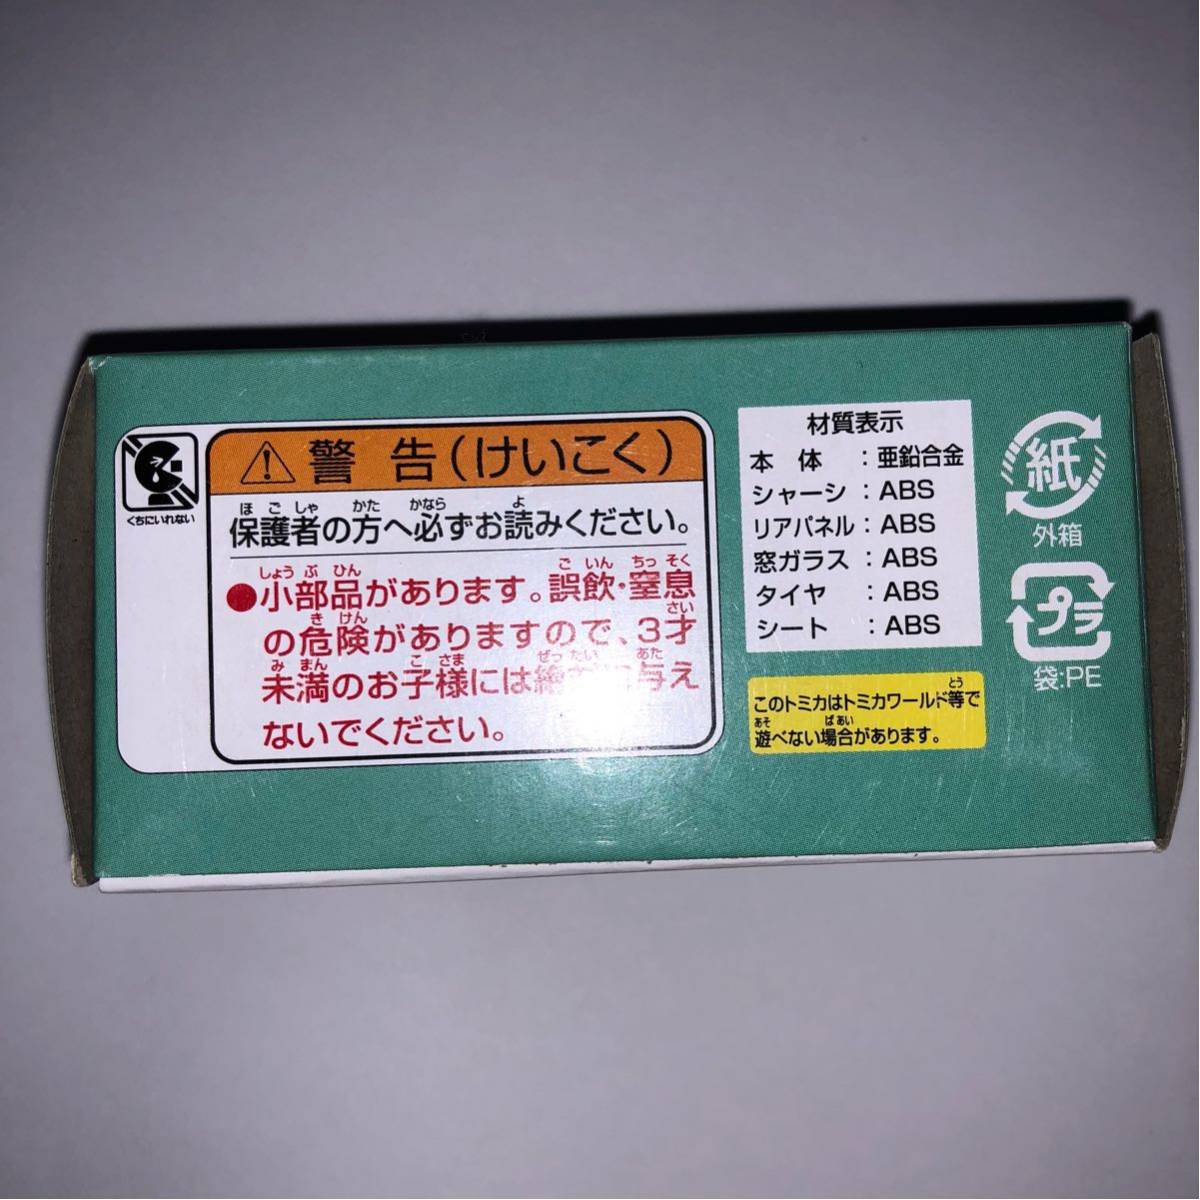 くちにいれない
警 告(けいこく)
ほごしゃ かた かなら よ
保護者の方へ必ずお読みください。
しょう ぶ ひん ご いん ちっ そく
●小部品があります。誤飲・窒息
き けん さい
の危険がありますので、3才
み まん こ さま ぜったい あた
未満のお子様には絶 与え
ないでください。
材質表示
本 体 : 亜鉛合金
シャーシ : ABS
リアパネル : ABS
窓ガラス : ABS
タイヤ : ABS
シート : ABS
とう
このトミカはトミカワールド等で
あそ ばあい
遊べない場合があります。
紙
外箱
プラ
袋:PE